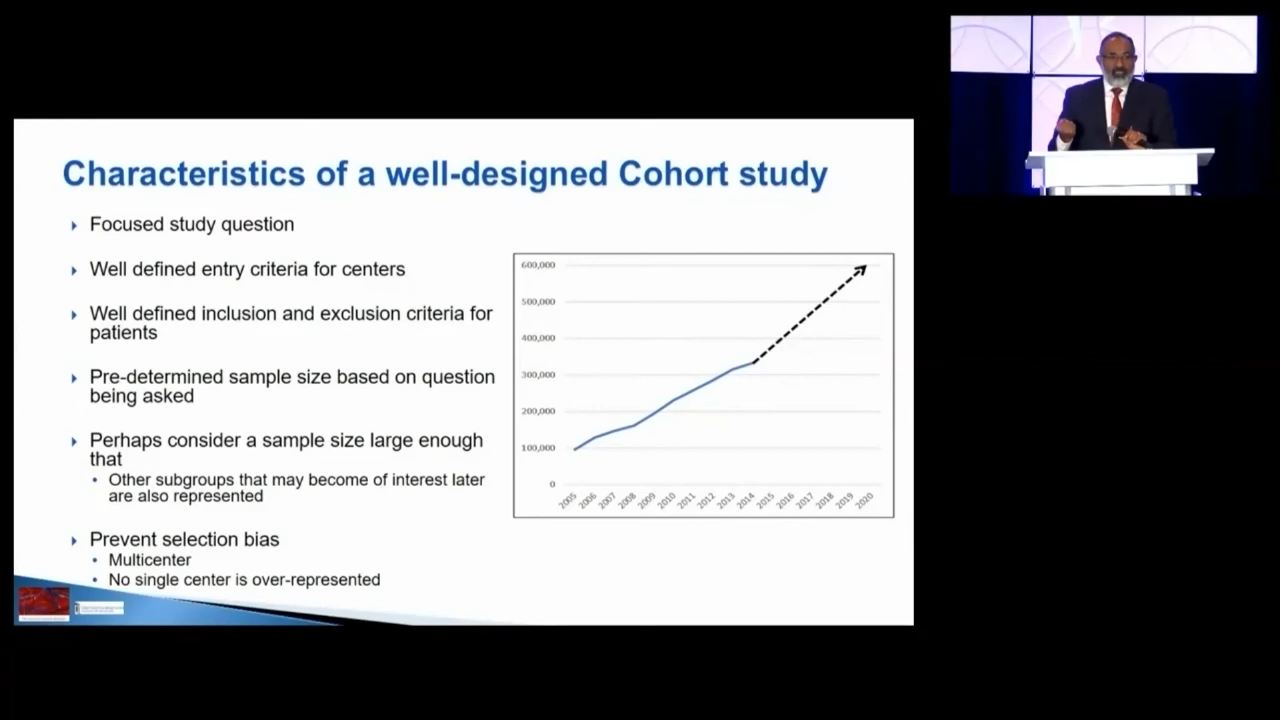 Characteristics of a well-designed Cohort study
Focused study question
Well defined entry criteria for centers
Well defined inclusion and exclusion criteria for
patients
Pre-determined sample size based on question
being asked
Perhaps consider a sample size large enough
that
Other subgroups that may become of interest later
are also represented
Prevent selection bias
Multicenter
No single center is over-represented
600,000
500,000
400,000
300,000
200,000
100,000
0
2005
2006
2007
2008
2009
2010
2011
2012
2013
2014
2015
2016
2017
2018
2019
2020